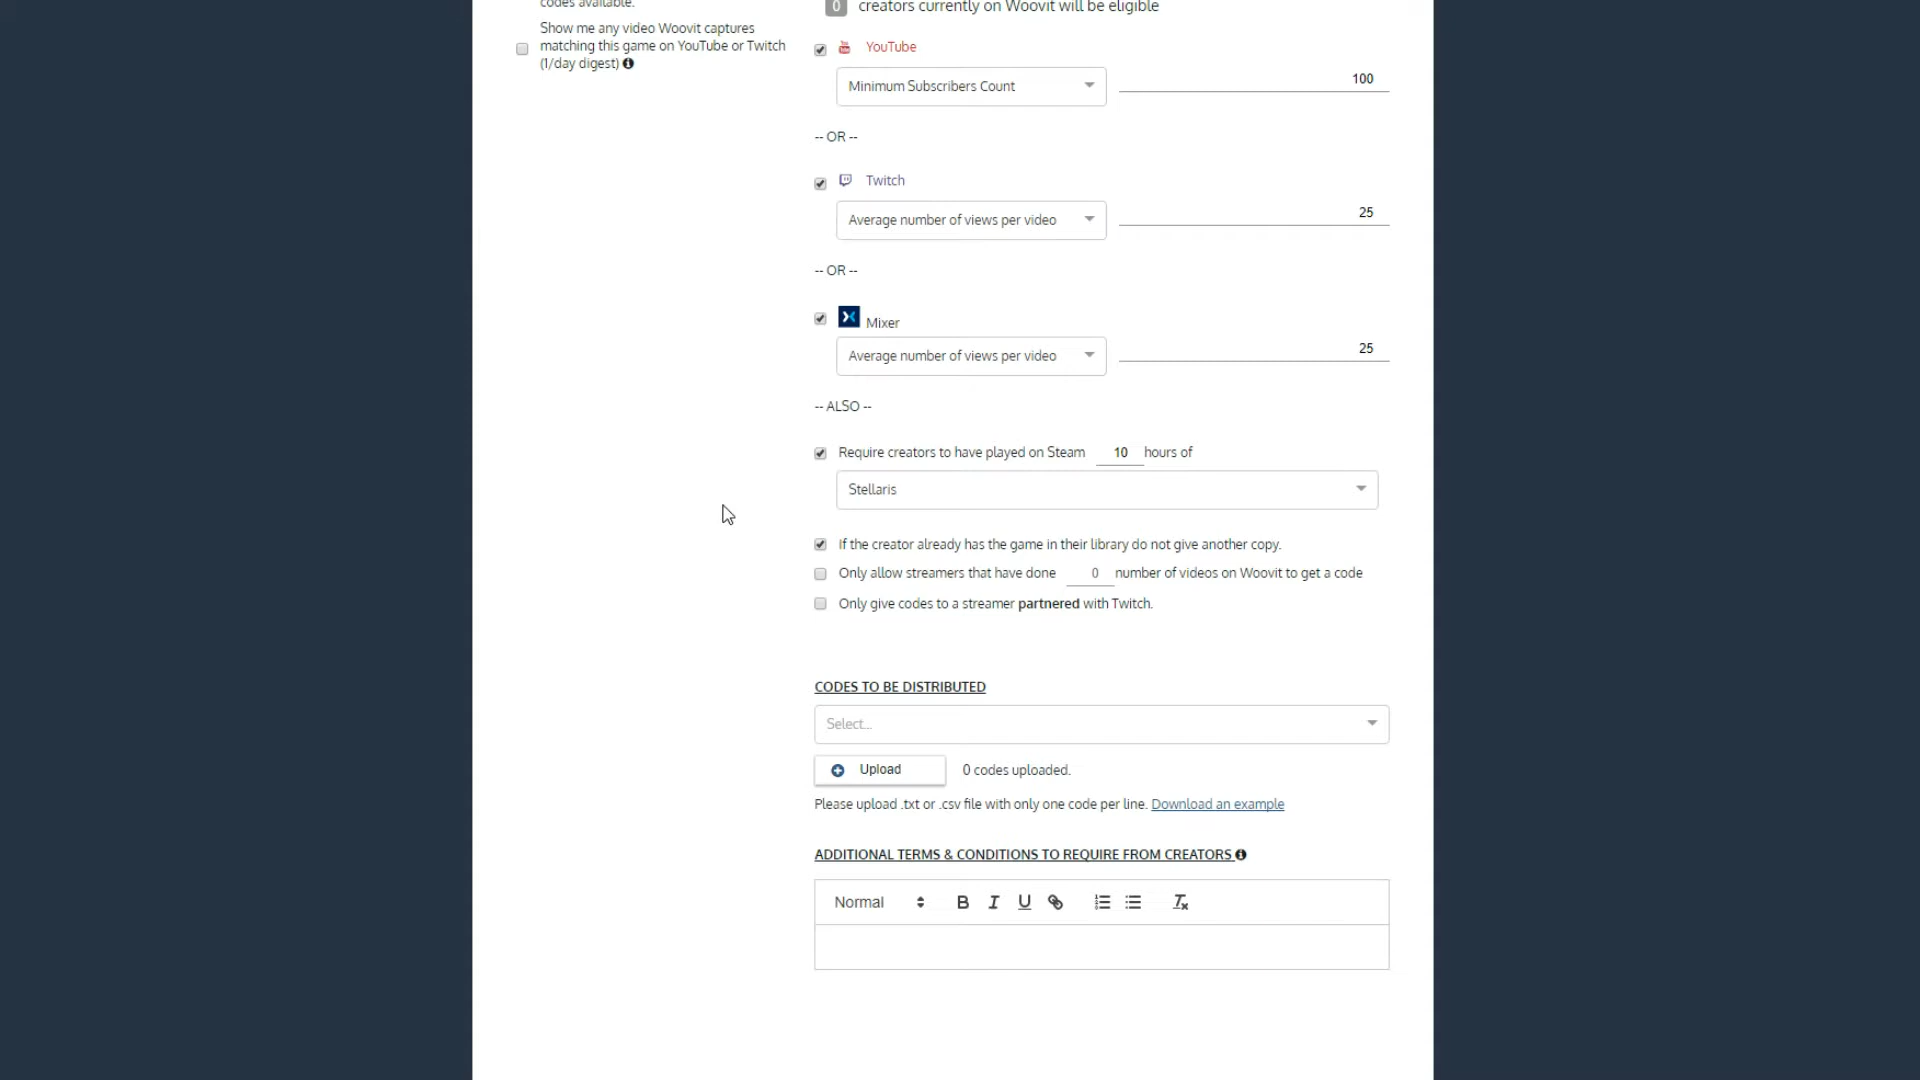 codes available.
Show me any video Woovit captures
matching this game on YouTube or Twitch
(1/day digest)
0 creators currently on Woovit will be eligible
YouTube
Minimum Subscribers Count 100
-- OR --
Twitch
Average number of views per video 25
-- OR --
Mixer
Average number of views per video 25
-- ALSO --
Require creators to have played on Steam 10 hours of
Stellaris
If the creator already has the game in their library do not give another copy.
Only allow streamers that have done 0 number of videos on Woovit to get a code
Only give codes to a streamer partnered with Twitch.
CODES TO BE DISTRIBUTED
Select...
Upload 0 codes uploaded.
Please upload .txt or .csv file with only one code per line. Download an example
ADDITIONAL TERMS & CONDITIONS TO REQUIRE FROM CREATORS
Normal B I U